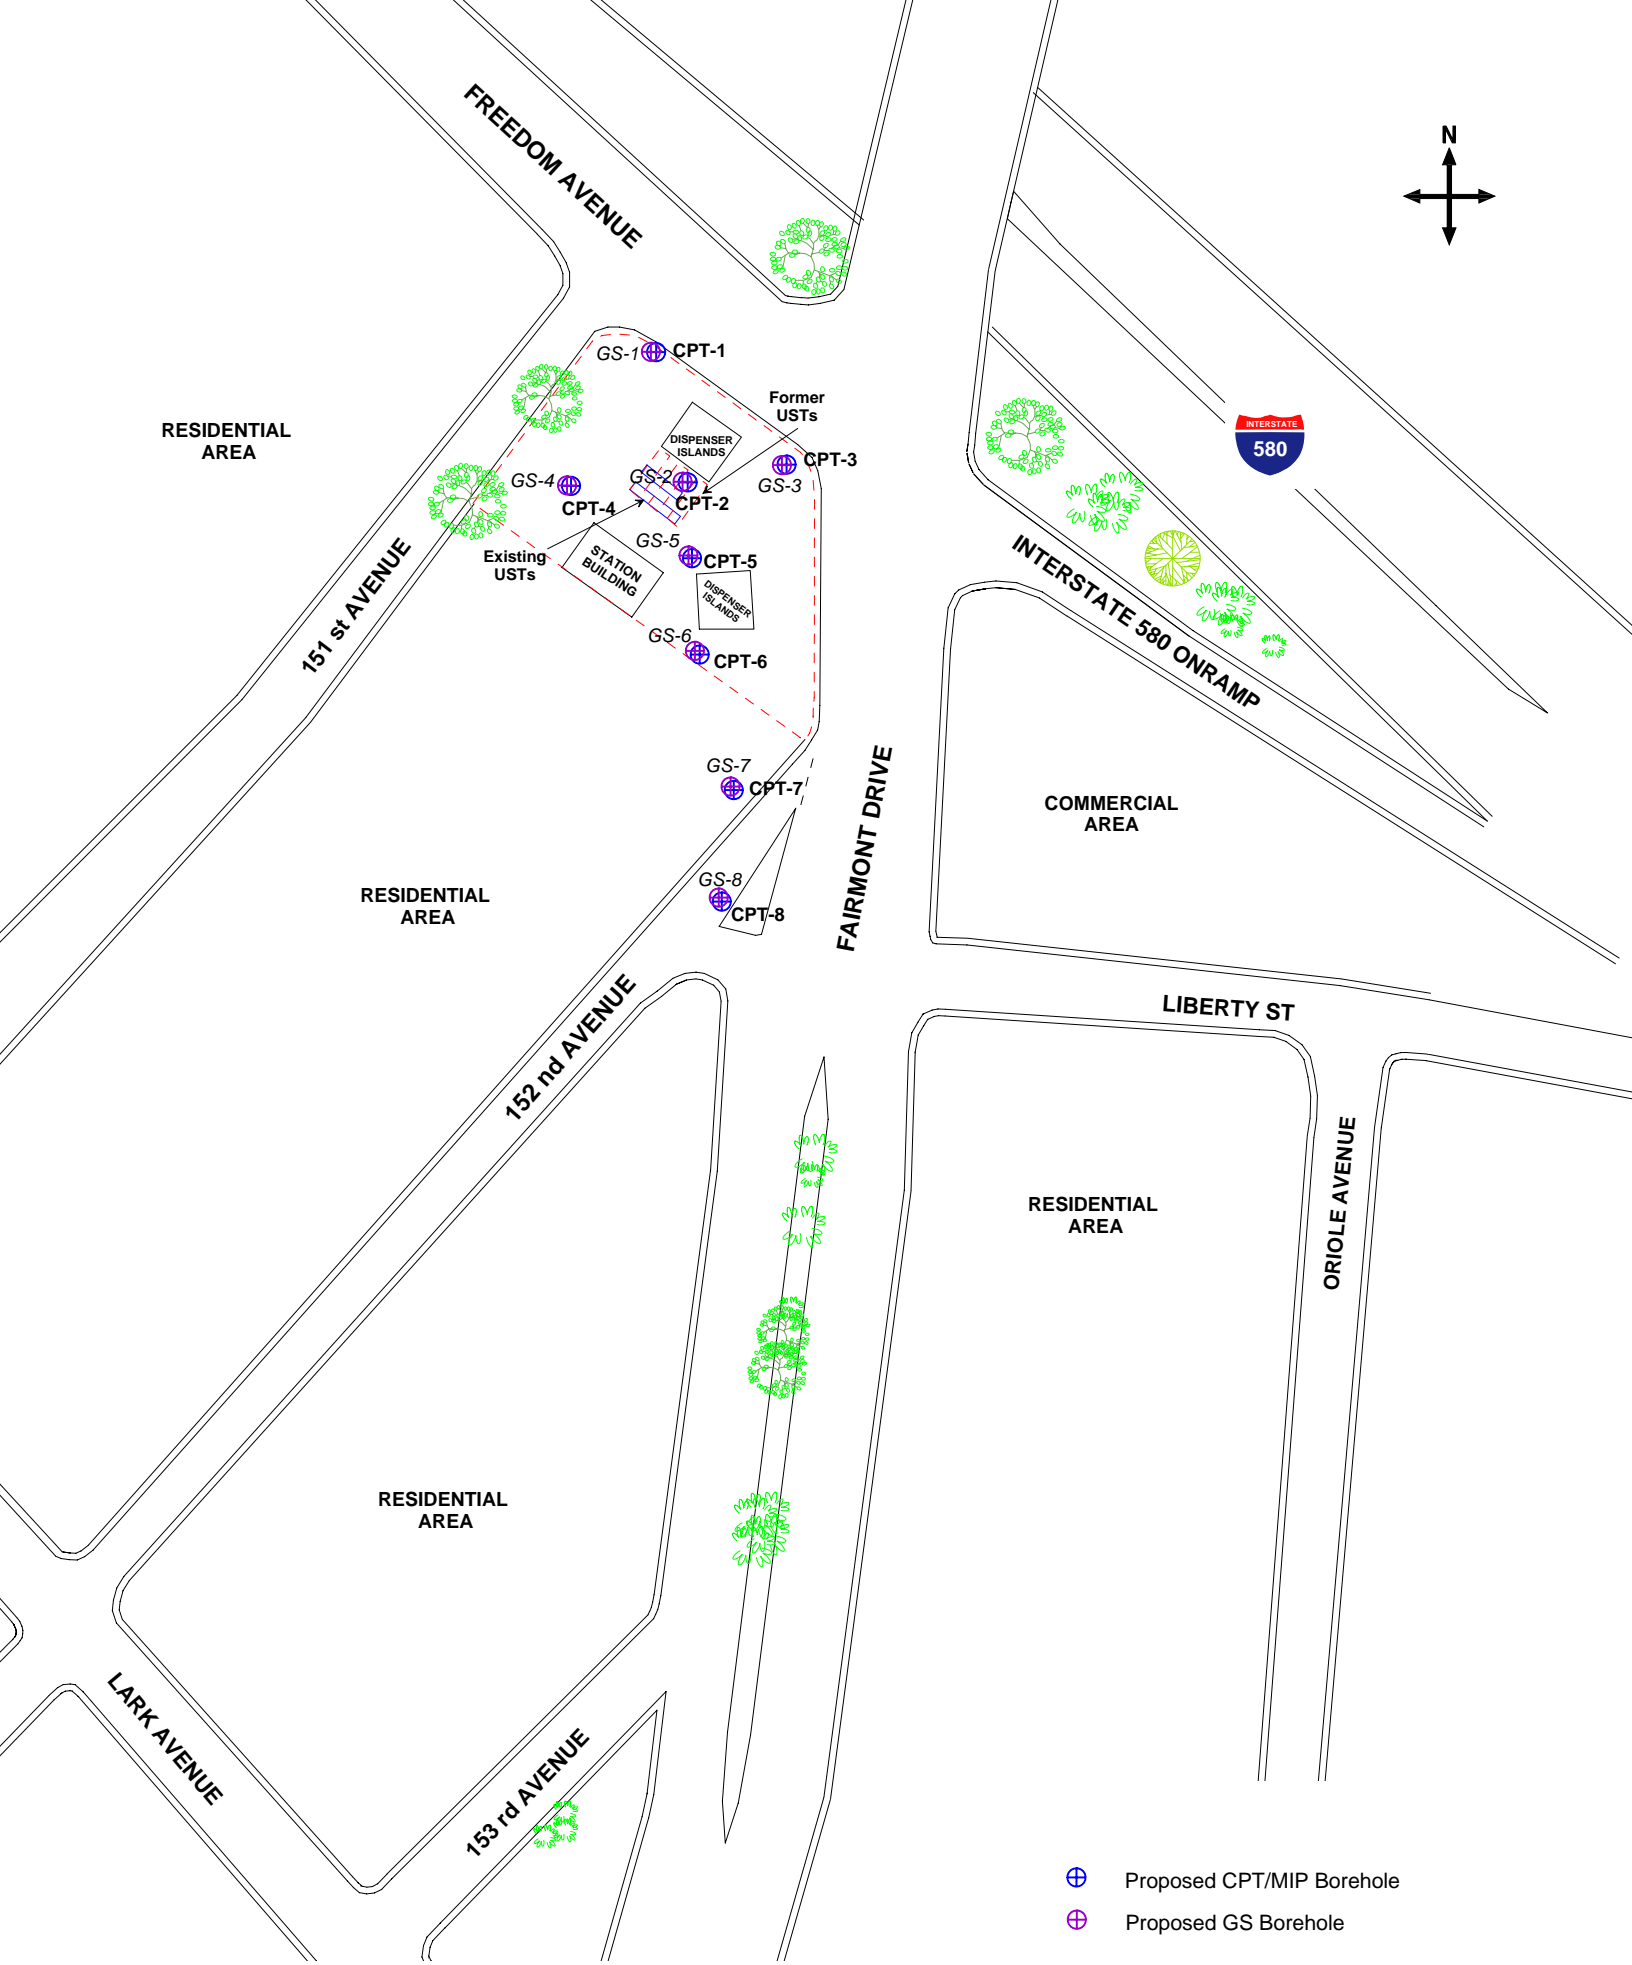 FREEDOM AVENUE
N
GS-1
CPT-1
Former
USTs
RESIDENTIAL
AREA
DISPENSER
ISLANDS
INTERSTATE
580
CPT-3
GS-3
GS-4
CPT-4
GS-2
CPT-2
GS-5
CPT-5
Existing
USTs
STATION
BUILDING
DISPENSER
ISLANDS
151 st AVENUE
INTERSTATE 580 ONRAMP
GS-6
CPT-6
GS-7
CPT-7
FAIRMONT DRIVE
COMMERCIAL
AREA
RESIDENTIAL
AREA
GS-8
CPT-8
152 nd AVENUE
LIBERTY ST
ORIOLE AVENUE
RESIDENTIAL
AREA
RESIDENTIAL
AREA
LARK AVENUE
153 rd AVENUE
Proposed CPT/MIP Borehole
Proposed GS Borehole